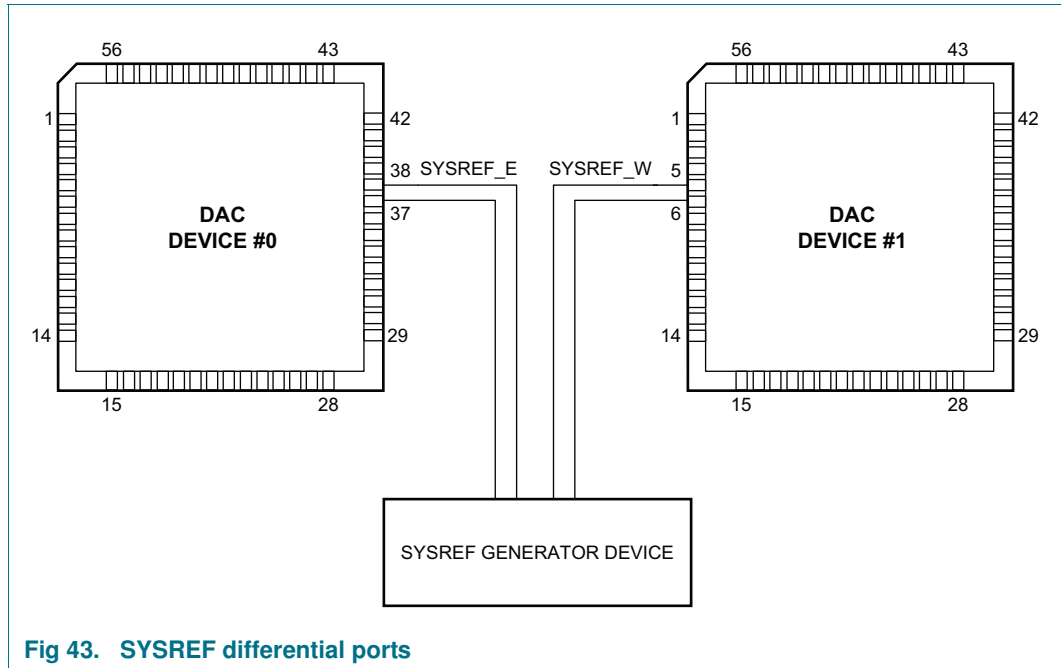 56 43 56 43
1 42 1 42
38 SYSREF_E SYSREF_W 5
37 6
DAC
DEVICE #0
DAC
DEVICE #1
14 29 14 29
15 28 15 28
SYSREF GENERATOR DEVICE
Fig 43. SYSREF differential ports